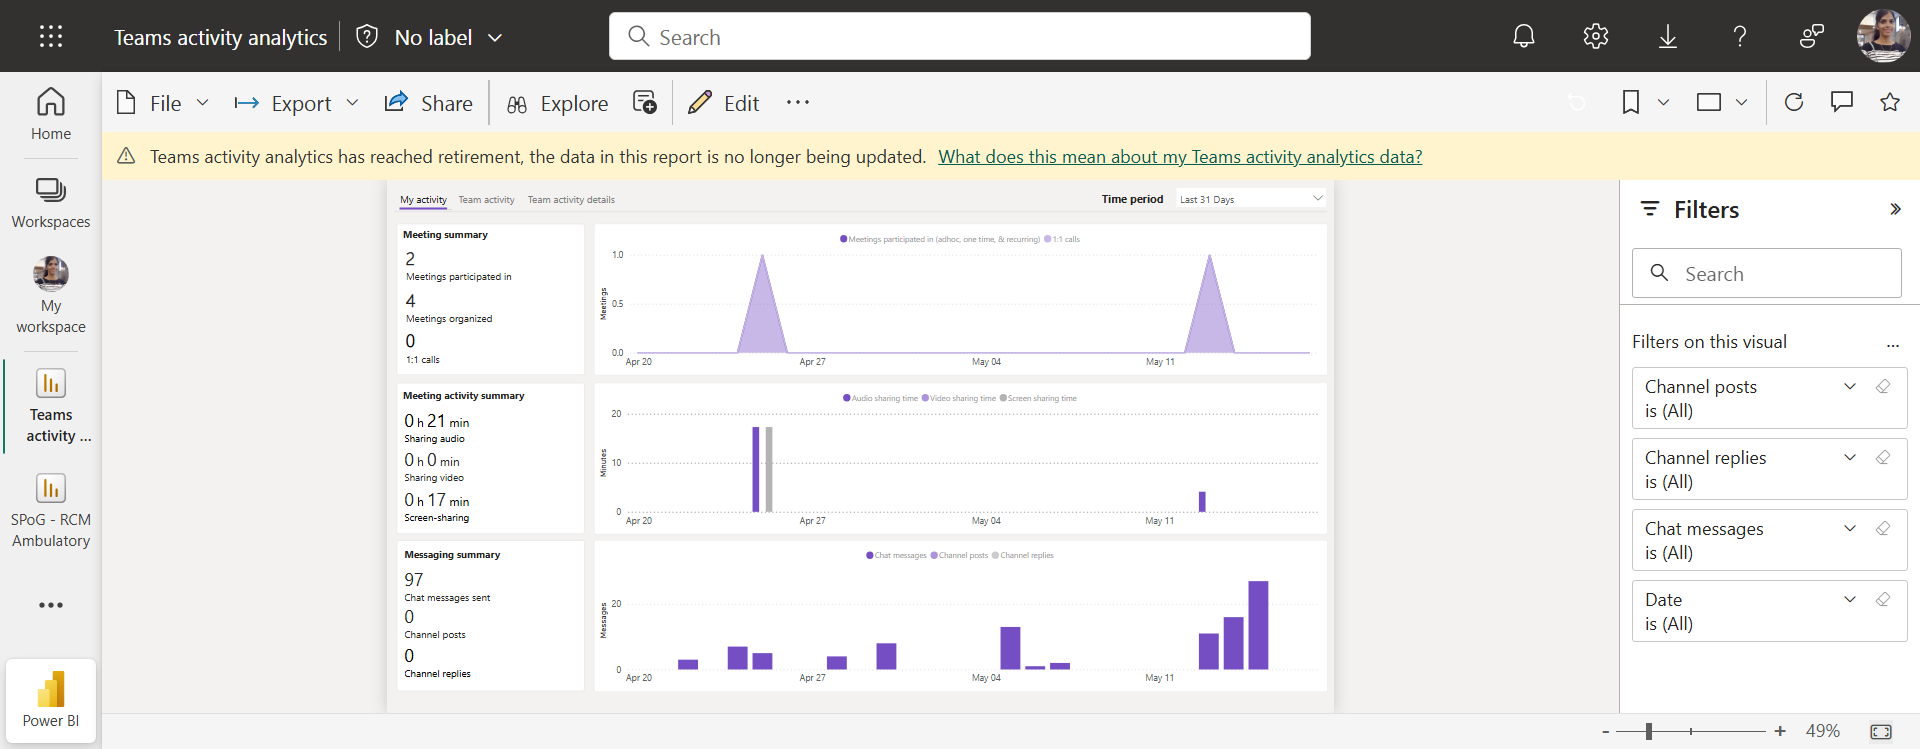 Teams activity analytics
No label
Search
File
Export
Share
Explore
Edit
Home
Workspaces
My
workspace
Teams
activity ...
SPoG - RCM
Ambulatory
Power BI
Teams activity analytics has reached retirement, the data in this report is no longer being updated. What does this mean about my Teams activity analytics data?
My activity Team activity Team activity details
Time period Last 31 Days
Meeting summary
2
Meetings participated in
4
Meetings organized
0
1:1 calls
Meetings participated in (adhoc, one time, & recurring) 1:1 calls
Meetings
1.0
0.5
0.0
Apr 20 Apr 27 May 04 May 11
Meeting activity summary
0 h 21 min
Sharing audio
0 h 0 min
Sharing video
0 h 17 min
Screen-sharing
Audio sharing time Video sharing time Screen sharing time
Minutes
20
10
0
Apr 20 Apr 27 May 04 May 11
Messaging summary
97
Chat messages sent
0
Channel posts
0
Channel replies
Chat messages Channel posts Channel replies
Messages
20
0
Apr 20 Apr 27 May 04 May 11
Filters
Search
Filters on this visual
Channel posts
is (All)
Channel replies
is (All)
Chat messages
is (All)
Date
is (All)
- + 49%